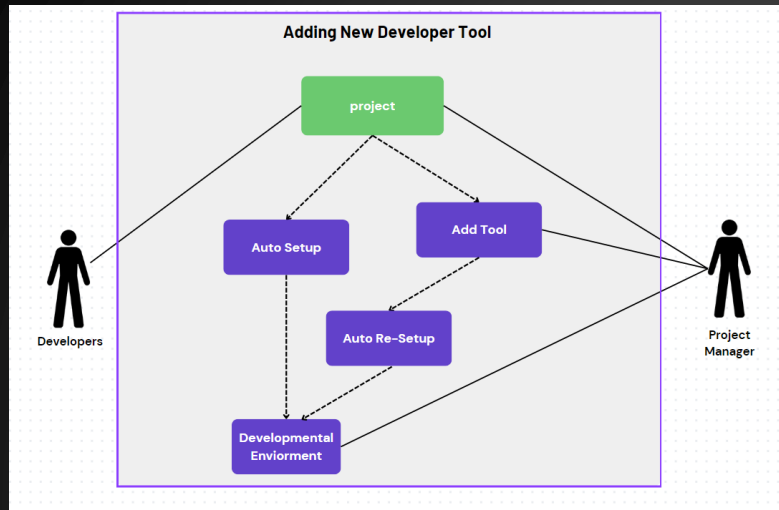 Adding New Developer Tool
project
Auto Setup
Add Tool
Auto Re-Setup
Developers
Project
Manager
Developmental
Enviorment